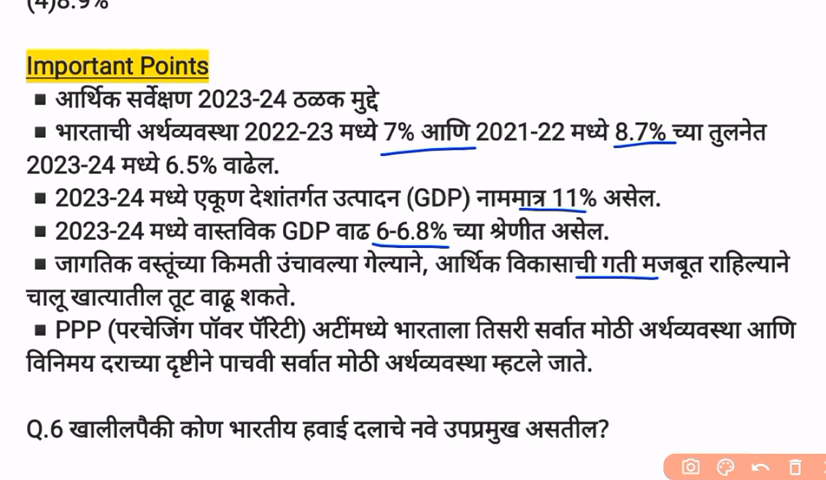 (4)8.9%
Important Points
▪ आर्थिक सर्वेक्षण 2023-24 ठळक मुद्दे
▪ भारताची अर्थव्यवस्था 2022-23 मध्ये 7% आणि 2021-22 मध्ये 8.7% च्या तुलनेत
2023-24 मध्ये 6.5% वाढेल.
▪ 2023-24 मध्ये एकूण देशांतर्गत उत्पादन (GDP) नाममात्र 11% असेल.
▪ 2023-24 मध्ये वास्तविक GDP वाढ 6-6.8% च्या श्रेणीत असेल.
▪ जागतिक वस्तूंच्या किमती उंचावल्या गेल्याने, आर्थिक विकासाची गती मजबूत राहिल्याने
चालू खात्यातील तूट वाढू शकते.
▪ PPP (परचेजिंग पॉवर पॅरिटी) अटींमध्ये भारताला तिसरी सर्वात मोठी अर्थव्यवस्था आणि
विनिमय दराच्या दृष्टीने पाचवी सर्वात मोठी अर्थव्यवस्था म्हटले जाते.
Q.6 खालीलपैकी कोण भारतीय हवाई दलाचे नवे उपप्रमुख असतील?